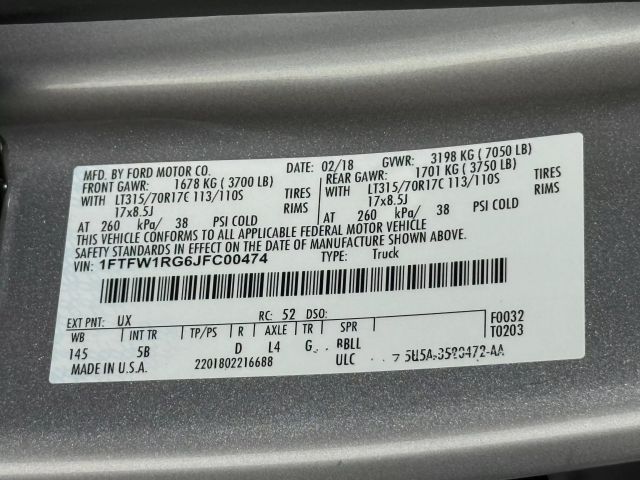 MFD. BY FORD MOTOR CO. DATE: 02/18 GVWR: 3198 KG ( 7050 LB)
FRONT GAWR: 1678 KG ( 3700 LB) REAR GAWR: 1701 KG ( 3750 LB)
WITH LT315/70R17C 113/110S TIRES WITH LT315/70R17C 113/110S TIRES
17x8.5J RIMS 17x8.5J RIMS
AT 260 kPa/ 38 PSI COLD AT 260 kPa/ 38 PSI COLD
THIS VEHICLE CONFORMS TO ALL APPLICABLE FEDERAL MOTOR VEHICLE
SAFETY STANDARDS IN EFFECT ON THE DATE OF MANUFACTURE SHOWN ABOVE.
VIN: 1FTFW1RG6JFC00474 TYPE: Truck
EXT PNT: UX RC: 52 DSO: F0032
WB INT TR TP/PS R AXLE TR SPR T0203
145 5B D L4 G BBLL
MADE IN U.S.A. 2201802216688 ULC